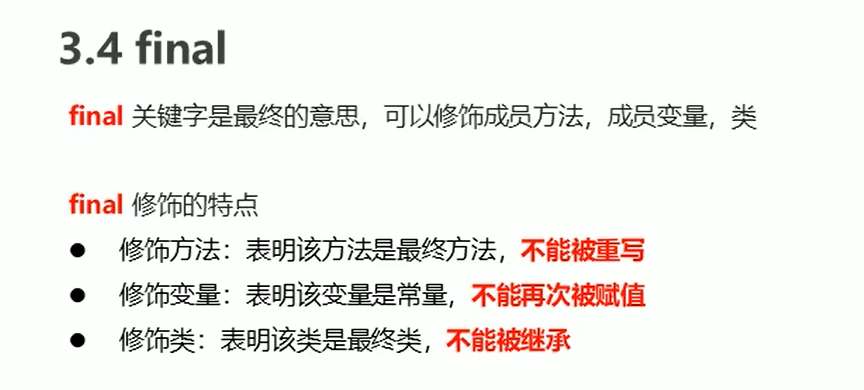 3.4 final
final 关键字是最终的意思，可以修饰成员方法，成员变量，类
final 修饰的特点
● 修饰方法：表明该方法是最终方法，不能被重写
● 修饰变量：表明该变量是常量，不能再次被赋值
● 修饰类：表明该类是最终类，不能被继承